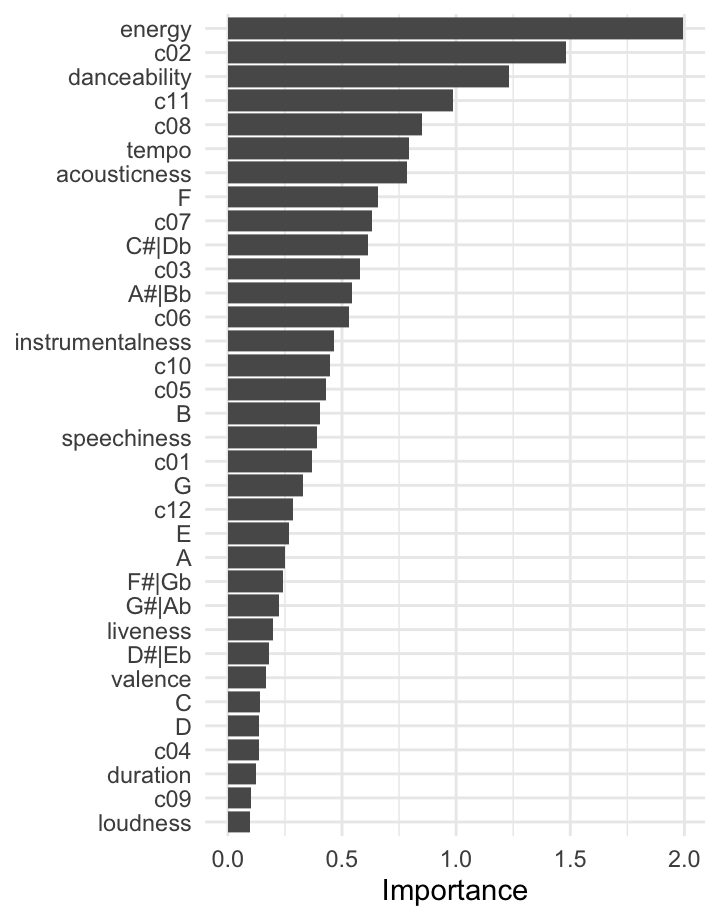 energy
c02
danceability
c11
c08
tempo
acousticness
F
c07
C#|Db
c03
A#|Bb
c06
instrumentalness
c10
c05
B
speechiness
c01
G
c12
E
A
F#|Gb
G#|Ab
liveness
D#|Eb
valence
C
D
c04
duration
c09
loudness
0.0 0.5 1.0 1.5 2.0
Importance